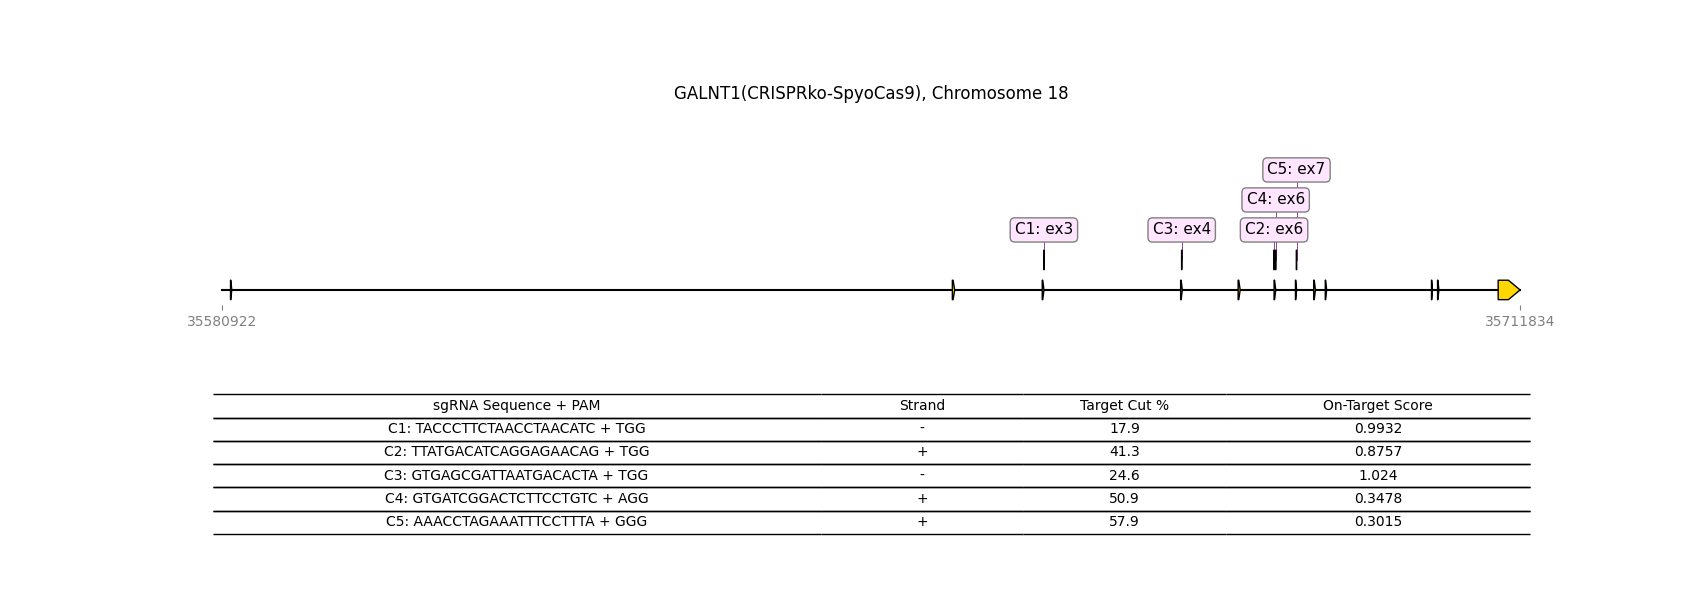 GALNT1(CRISPRko-SpyoCas9), Chromosome 18
C5: ex7
C4: ex6
C1: ex3 C3: ex4 C2: ex6
35580922 35711834
sgRNA Sequence + PAM Strand Target Cut % On-Target Score
C1: TACCCTTCTAACCTAACATC + TGG - 17.9 0.9932
C2: TTATGACATCAGGAGAACAG + TGG + 41.3 0.8757
C3: GTGAGCGATTAATGACACTA + TGG - 24.6 1.024
C4: GTGATCGGACTCTTCCTGTC + AGG + 50.9 0.3478
C5: AAACCTAGAAATTTCCTTTA + GGG + 57.9 0.3015